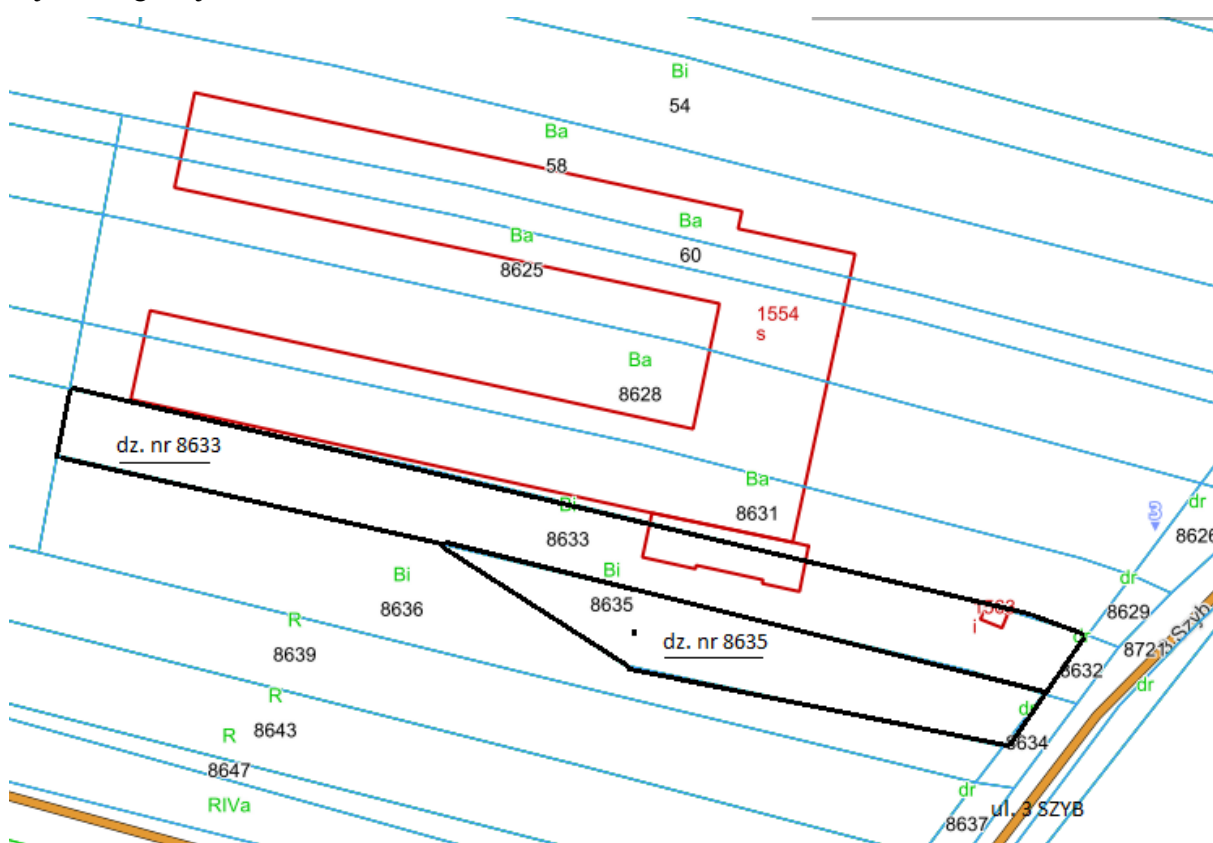 Bi
54
Ba
58
Ba
60
Ba
8625
1554
s
Ba
8628
dz. nr 8633
Ba
8631
Bi
8633
dr
8626
Bi
8636
Bi
8635
dr
8629
i
dr
8721
Szyb
3
R
8639
dz. nr 8635
8632
dr
R
8643
dr
8634
R
8647
RIVa
dr
8637
ul. 3 SZYB